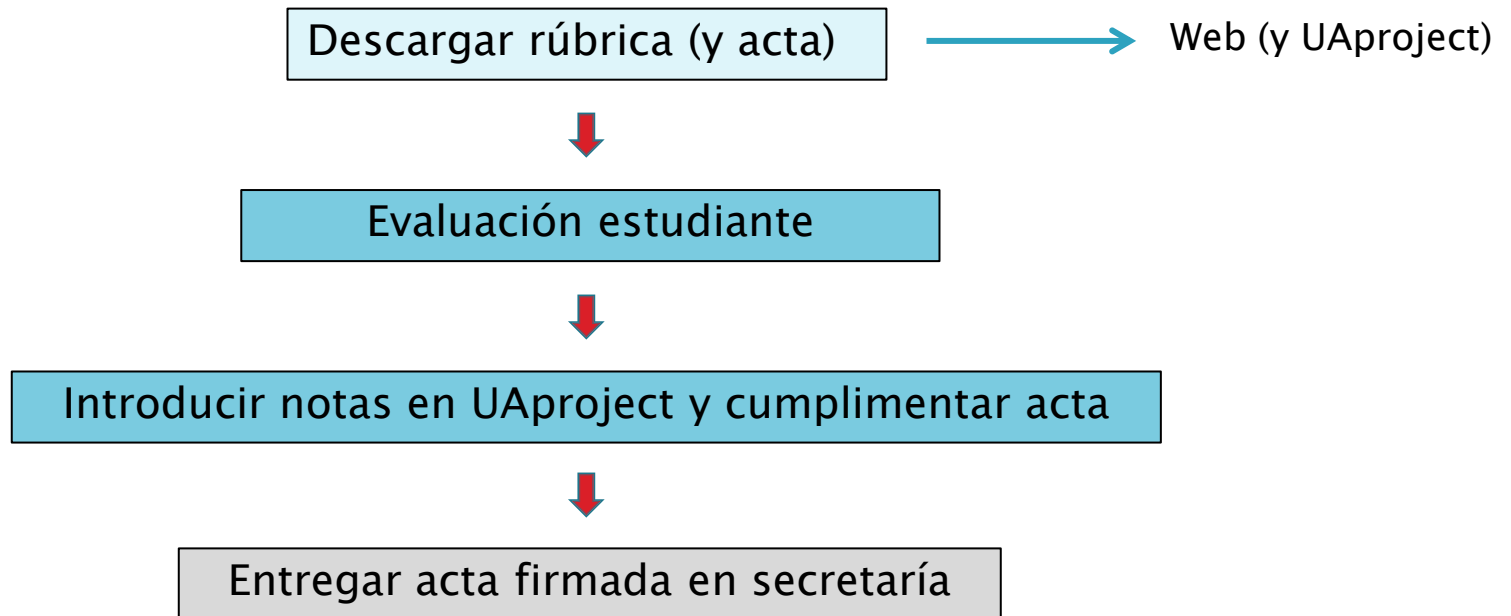 Descargar rúbrica (y acta)
Web (y UAproject)
Evaluación estudiante
Introducir notas en UAproject y cumplimentar acta
Entregar acta firmada en secretaría